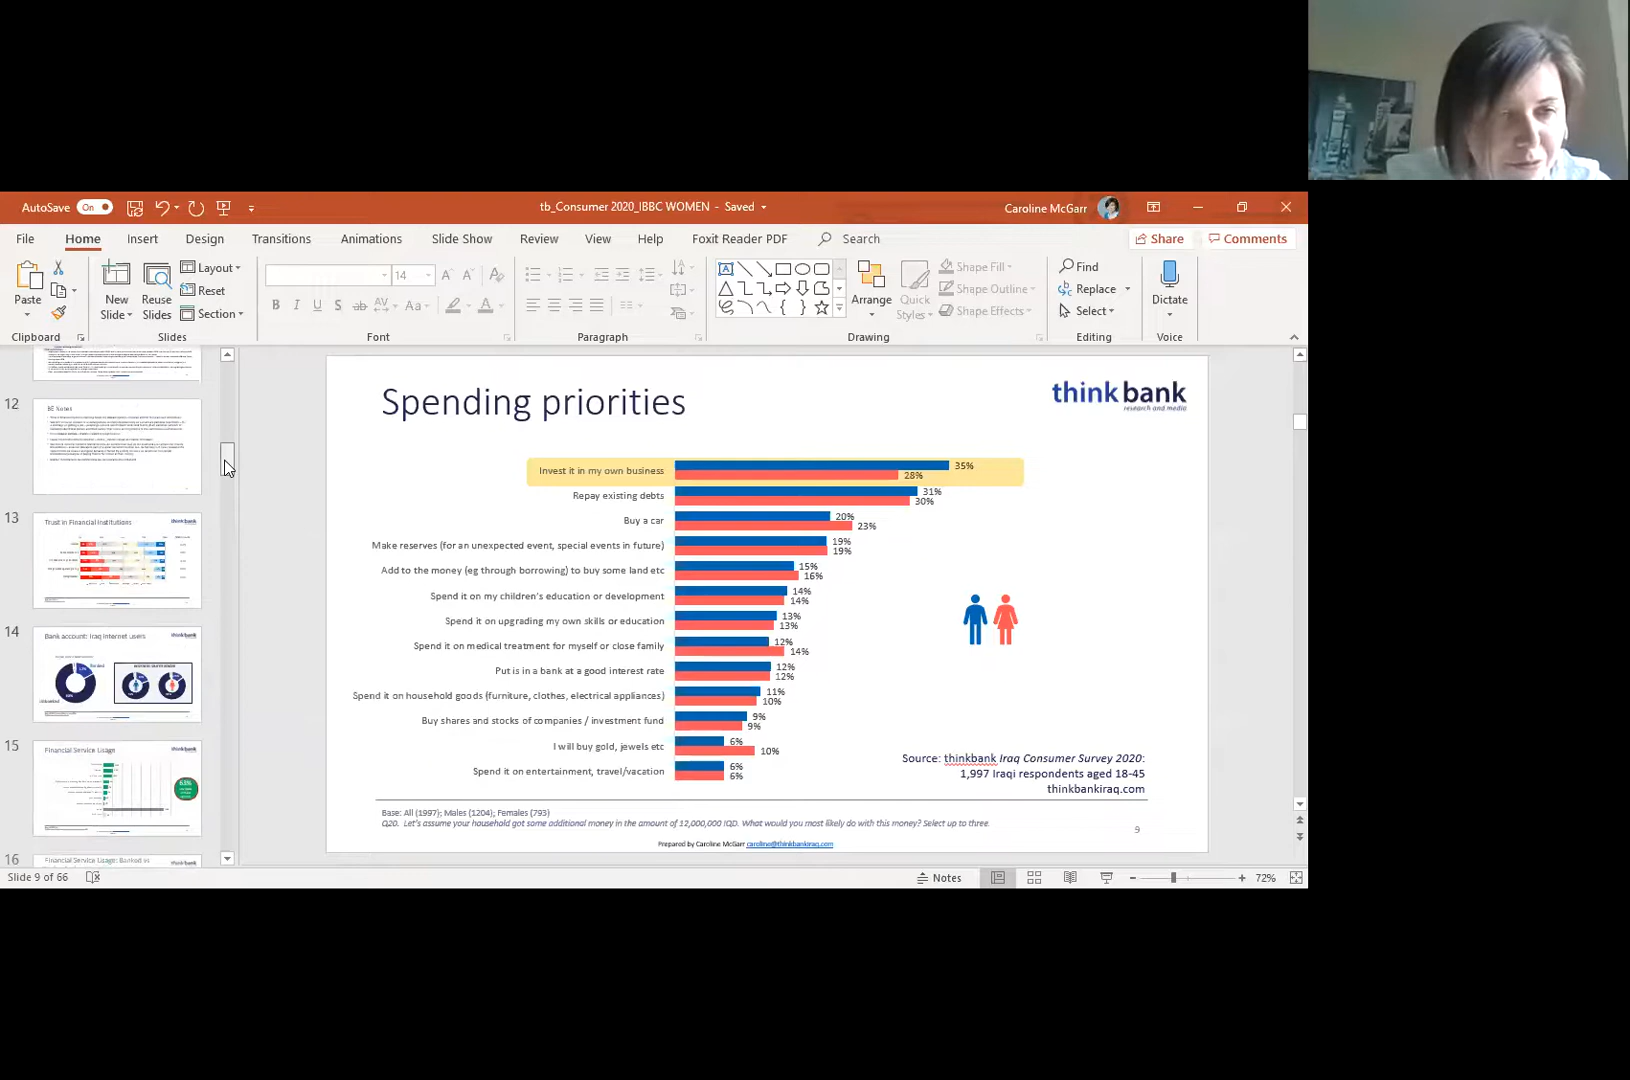 AutoSave On
tb_Consumer 2020_IBBC WOMEN - Saved
Caroline McGarr
File Home Insert Design Transitions Animations Slide Show Review View Help Foxit Reader PDF Search Share Comments
Paste
New Slide
Reuse Slides
Layout
Reset
Section
14
B I U S ab AV Aa A
Arrange
Quick Styles
Shape Fill
Shape Outline
Shape Effects
Find
Replace
Select
Dictate
Clipboard Slides Font Paragraph Drawing Editing Voice
12
BE Notes
13
Trust in Financial Institutions
14
Bank account: Iraq internet users
15
Financial Service Usage
61%
16
Financial Service Usage: Banked vs
Spending priorities
thinkbank
research and media
Invest it in my own business 35% 28%
Repay existing debts 31% 30%
Buy a car 20% 23%
Make reserves (for an unexpected event, special events in future) 19% 19%
Add to the money (eg through borrowing) to buy some land etc 15% 16%
Spend it on my children's education or development 14% 14%
Spend it on upgrading my own skills or education 13% 13%
Spend it on medical treatment for myself or close family 12% 14%
Put is in a bank at a good interest rate 12% 12%
Spend it on household goods (furniture, clothes, electrical appliances) 11% 10%
Buy shares and stocks of companies / investment fund 9% 9%
I will buy gold, jewels etc 6% 10%
Spend it on entertainment, travel/vacation 6% 6%
Source: thinkbank Iraq Consumer Survey 2020:
1,997 Iraqi respondents aged 18-45
thinkbankiraq.com
Base: All (1997); Males (1204); Females (793)
Q20. Let's assume your household got some additional money in the amount of 12,000,000 IQD. What would you most likely do with this money? Select up to three.
9
Prepared by Caroline McGarr caroline@thinkbankiraq.com
Slide 9 of 66
Notes
72%